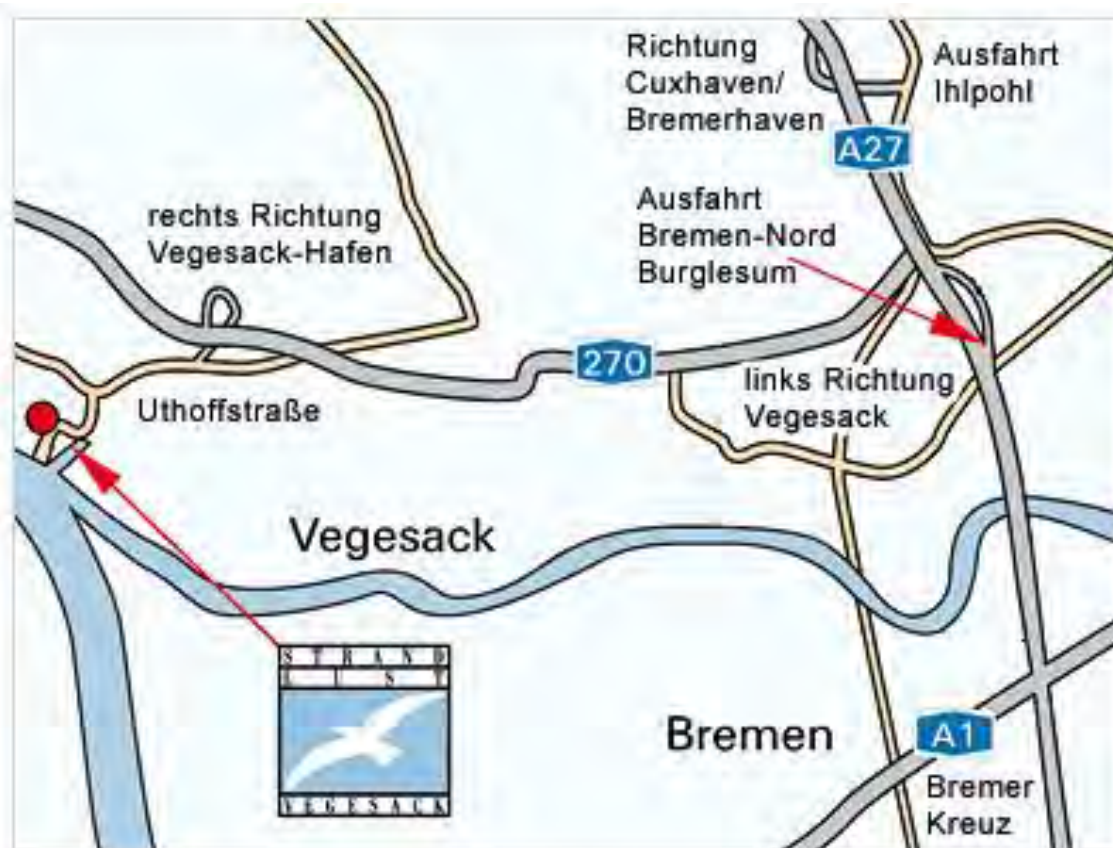 Richtung
Cuxhaven/
Bremerhaven
Ausfahrt
Ihlpohl
A27
Ausfahrt
Bremen-Nord
Burglesum
rechts Richtung
Vegesack-Hafen
270
links Richtung
Vegesack
Uthoffstraße
Vegesack
STRAND
LUST
VEGESACK
Bremen
A1
Bremer
Kreuz